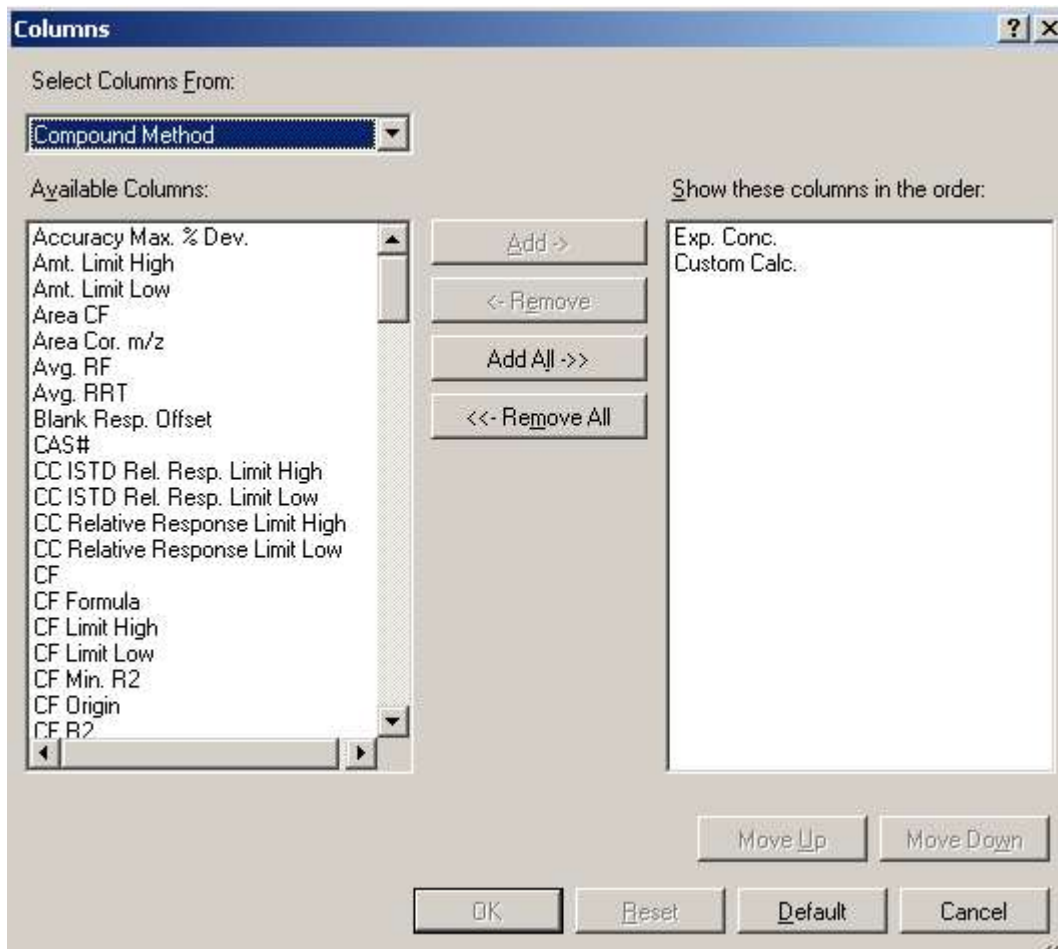 Columns
Select Columns From:
Compound Method
Available Columns:
Show these columns in the order:
Accuracy Max. % Dev.
Amt. Limit High
Amt. Limit Low
Area CF
Area Cor. m/z
Avg. RF
Avg. RRT
Blank Resp. Offset
CAS#
CC ISTD Rel. Resp. Limit High
CC ISTD Rel. Resp. Limit Low
CC Relative Response Limit High
CC Relative Response Limit Low
CF
CF Formula
CF Limit High
CF Limit Low
CF Min. R2
CF Origin
CF R2
Add ->
<- Remove
Add All ->>
<<- Remove All
Exp. Conc.
Custom Calc.
Move Up
Move Down
OK
Reset
Default
Cancel